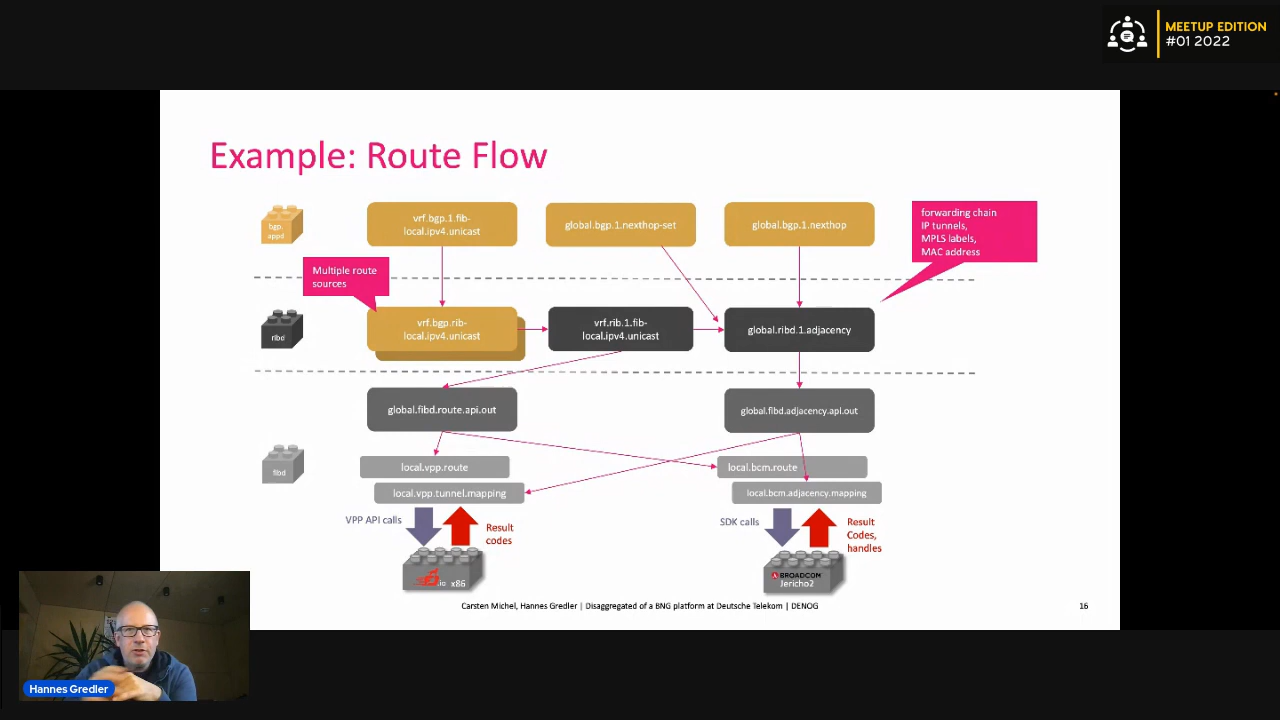 MEETUP EDITION
#01 2022
Example: Route Flow
bgp.
appd
vrf.bgp.1.fib-
local.ipv4.unicast
global.bgp.1.nexthop-set
global.bgp.1.nexthop
forwarding chain
IP tunnels,
MPLS labels,
MAC address
Multiple route
sources
ribd
vrf.bgp.rib-
local.ipv4.unicast
vrf.rib.1.fib-
local.ipv4.unicast
global.ribd.1.adjacency
global.fibd.route.api.out
global.fibd.adjacency.api.out
fibd
local.vpp.route
local.bcm.route
local.vpp.tunnel.mapping
local.bcm.adjacency.mapping
VPP API calls
Result
codes
SDK calls
Result
Codes,
handles
x86
BROADCOM
Jericho2
Carsten Michel, Hannes Gredler | Disaggregated of a BNG platform at Deutsche Telekom | DENOG
16
Hannes Gredler